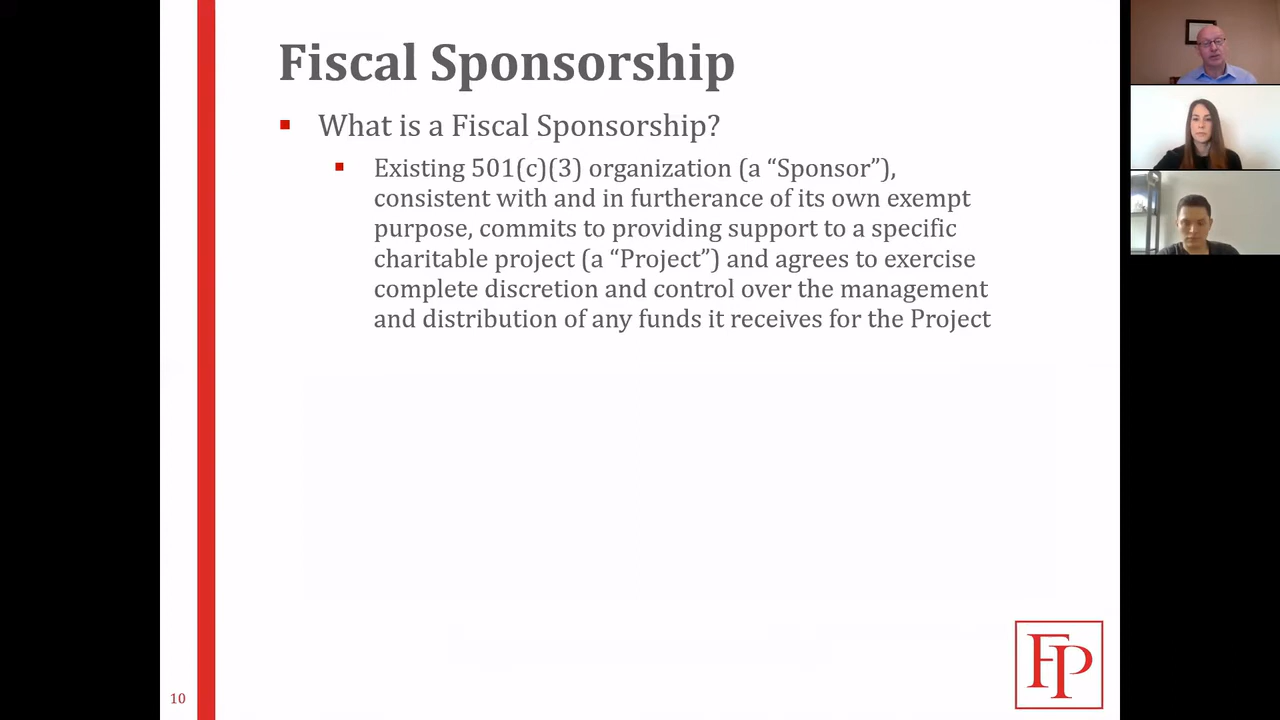 Fiscal Sponsorship
What is a Fiscal Sponsorship?
Existing 501(c)(3) organization (a “Sponsor”),
consistent with and in furtherance of its own exempt
purpose, commits to providing support to a specific
charitable project (a “Project”) and agrees to exercise
complete discretion and control over the management
and distribution of any funds it receives for the Project
10
FP